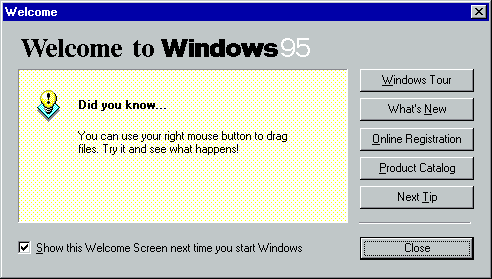 Welcome
Welcome to Windows95
Did you know...
You can use your right mouse button to drag
files. Try it and see what happens!
Windows Tour
What's New
Online Registration
Product Catalog
Next Tip
Show this Welcome Screen next time you start Windows
Close